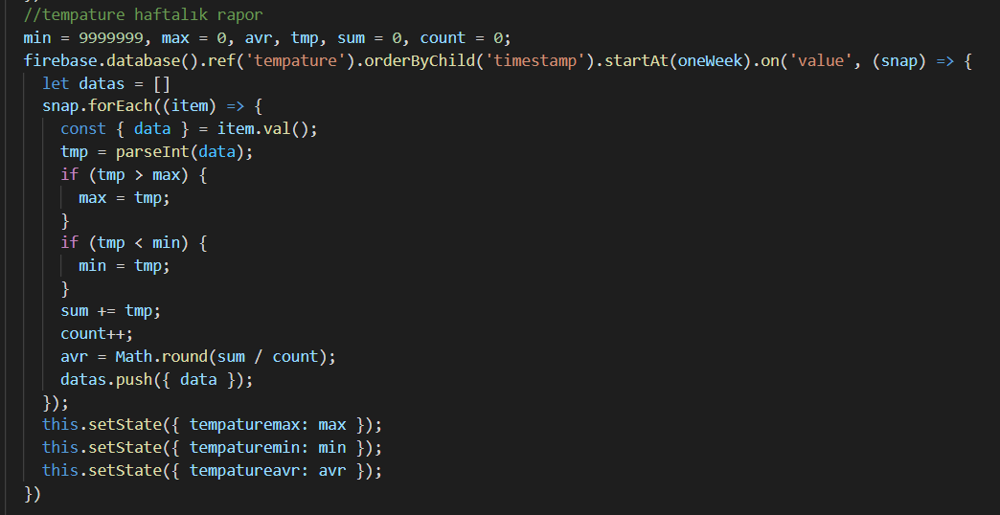 //tempature haftalık rapor
min = 9999999, max = 0, avr, tmp, sum = 0, count = 0;
firebase.database().ref('tempature').orderByChild('timestamp').startAt(oneWeek).on('value', (snap) => {
  let datas = []
  snap.forEach((item) => {
    const { data } = item.val();
    tmp = parseInt(data);
    if (tmp > max) {
      max = tmp;
    }
    if (tmp < min) {
      min = tmp;
    }
    sum += tmp;
    count++;
    avr = Math.round(sum / count);
    datas.push({ data });
  });
  this.setState({ tempaturemax: max });
  this.setState({ tempaturemin: min });
  this.setState({ tempatureavr: avr });
})